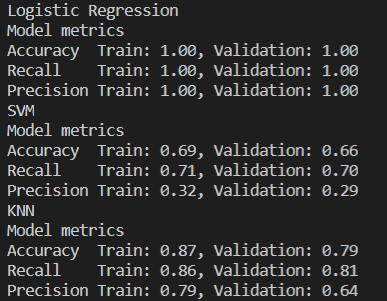 Logistic Regression
Model metrics
Accuracy  Train: 1.00, Validation: 1.00
Recall    Train: 1.00, Validation: 1.00
Precision Train: 1.00, Validation: 1.00
SVM
Model metrics
Accuracy  Train: 0.69, Validation: 0.66
Recall    Train: 0.71, Validation: 0.70
Precision Train: 0.32, Validation: 0.29
KNN
Model metrics
Accuracy  Train: 0.87, Validation: 0.79
Recall    Train: 0.86, Validation: 0.81
Precision Train: 0.79, Validation: 0.64